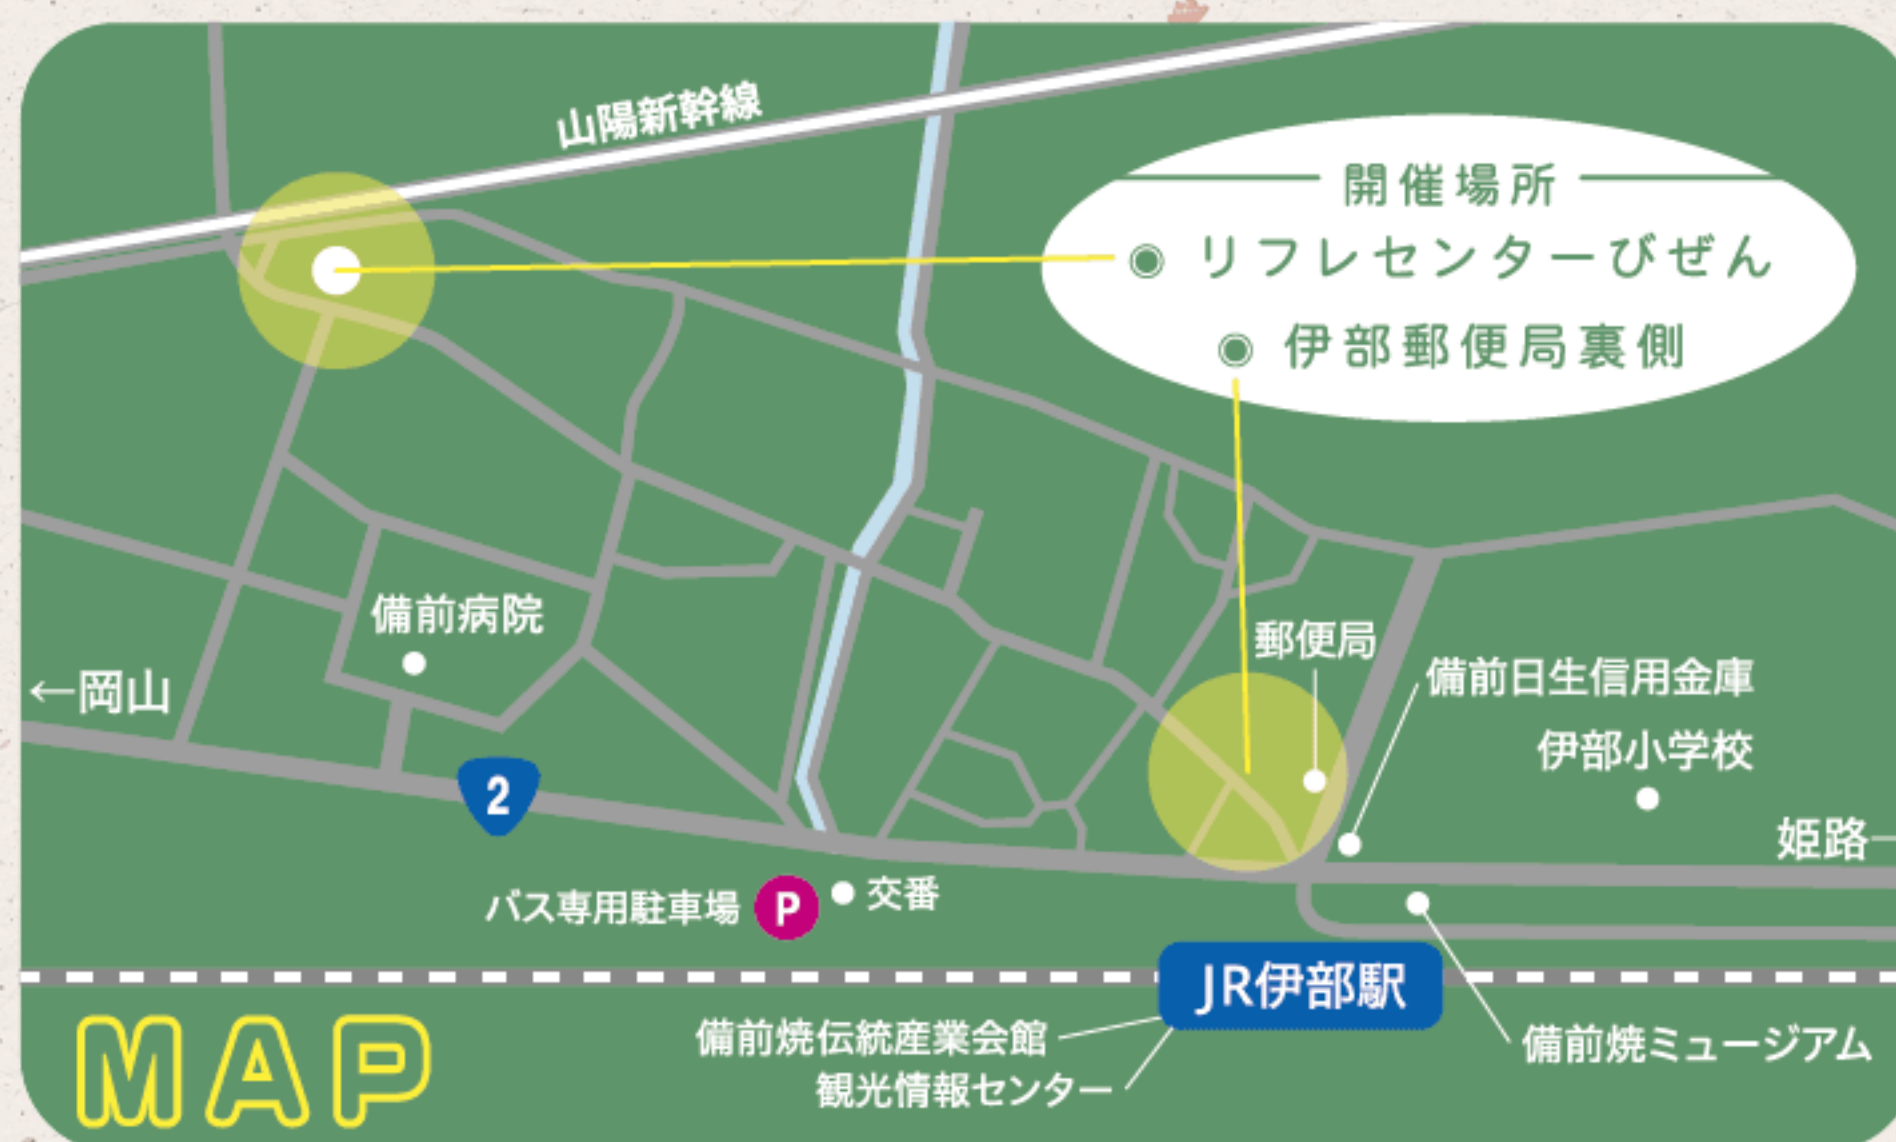 山陽新幹線
開催場所
◉ リフレセンターびぜん
◉ 伊部郵便局裏側
備前病院
郵便局
←岡山
備前日生信用金庫
伊部小学校
2
姫路
バス専用駐車場
P
交番
JR伊部駅
MAP
備前焼伝統産業会館
観光情報センター
備前焼ミュージアム